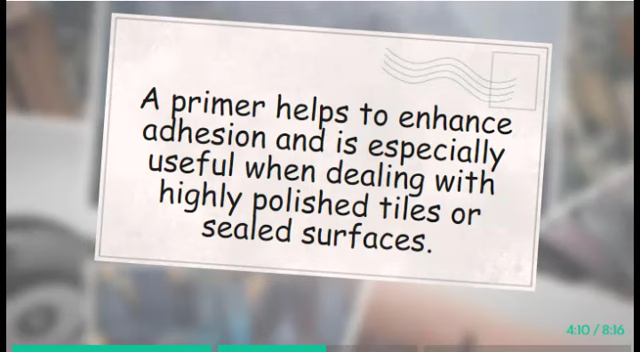 A primer helps to enhance
adhesion and is especially
useful when dealing with
highly polished tiles or
sealed surfaces.
4:10 / 8:16